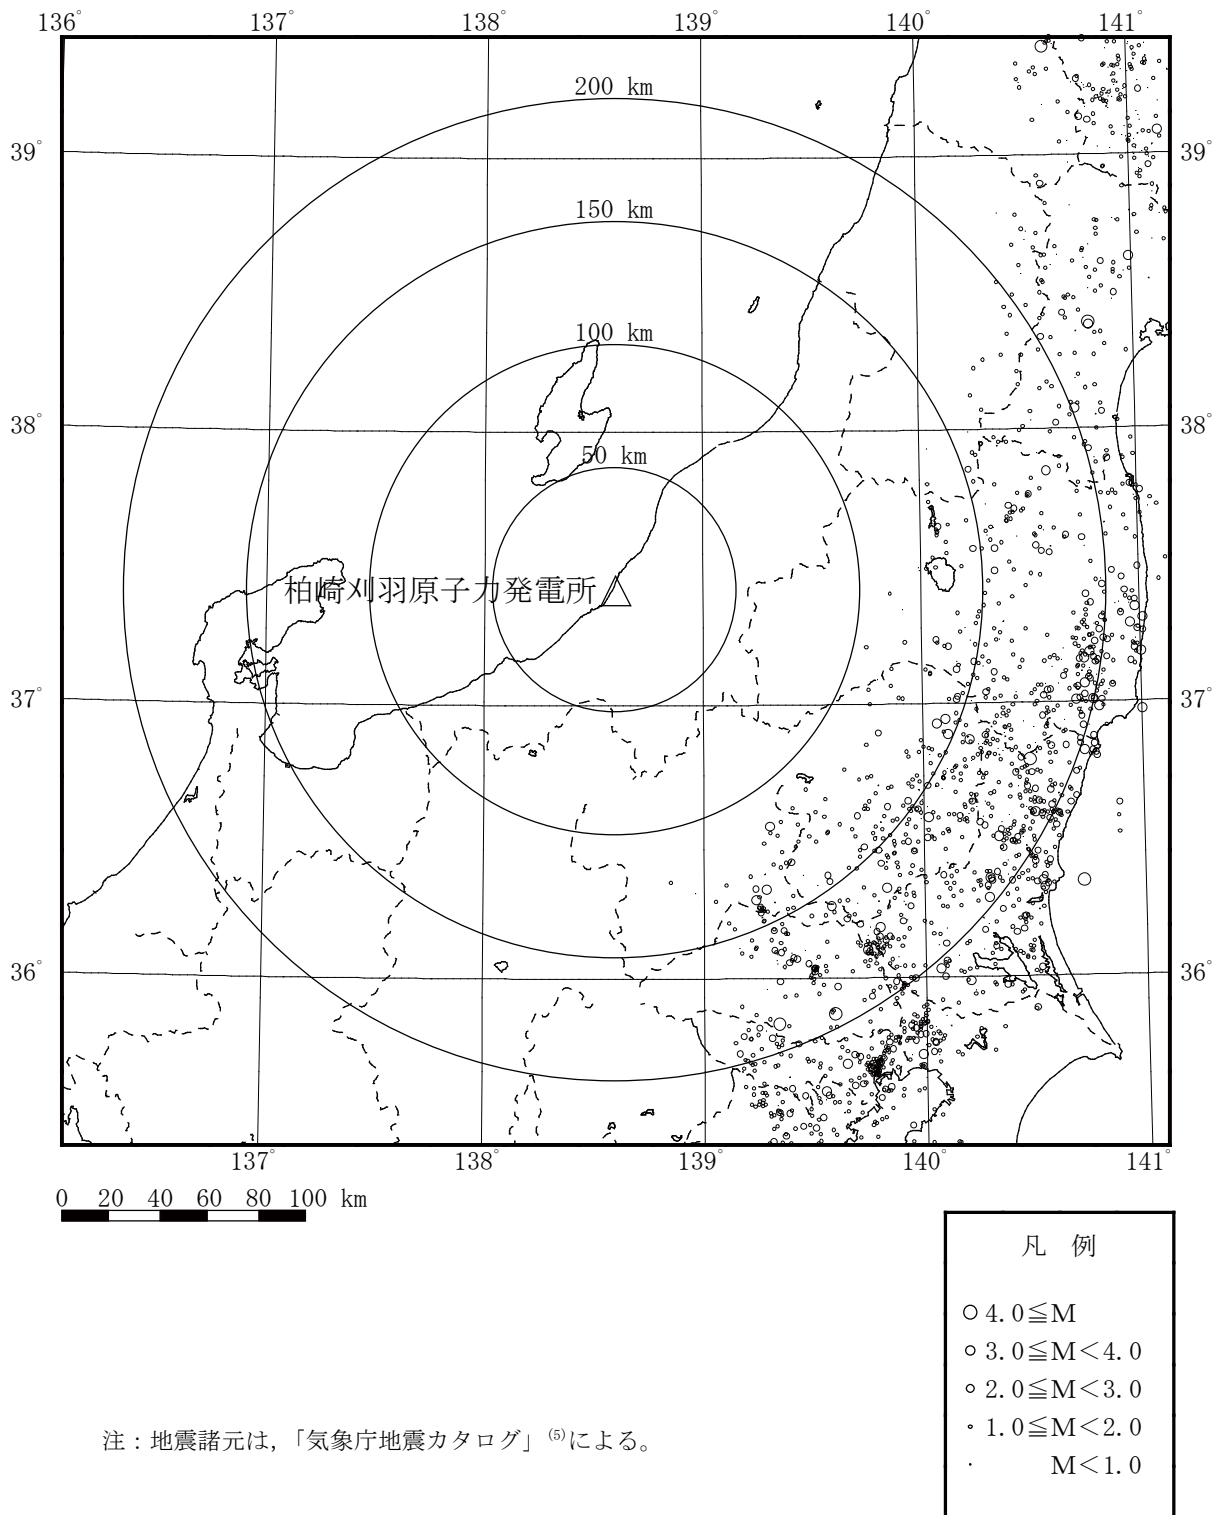 136° 137° 138° 139° 140° 141°
200 km
39° 39°
150 km
100 km
38° 38°
50 km
柏崎刈羽原子力発電所
37° 37°
36° 36°
137° 138° 139° 140° 141°
0 20 40 60 80 100 km
凡 例
4.0≦M
3.0≦M<4.0
2.0≦M<3.0
1.0≦M<2.0
M<1.0
注：地震諸元は，「気象庁地震カタログ」(5)による。